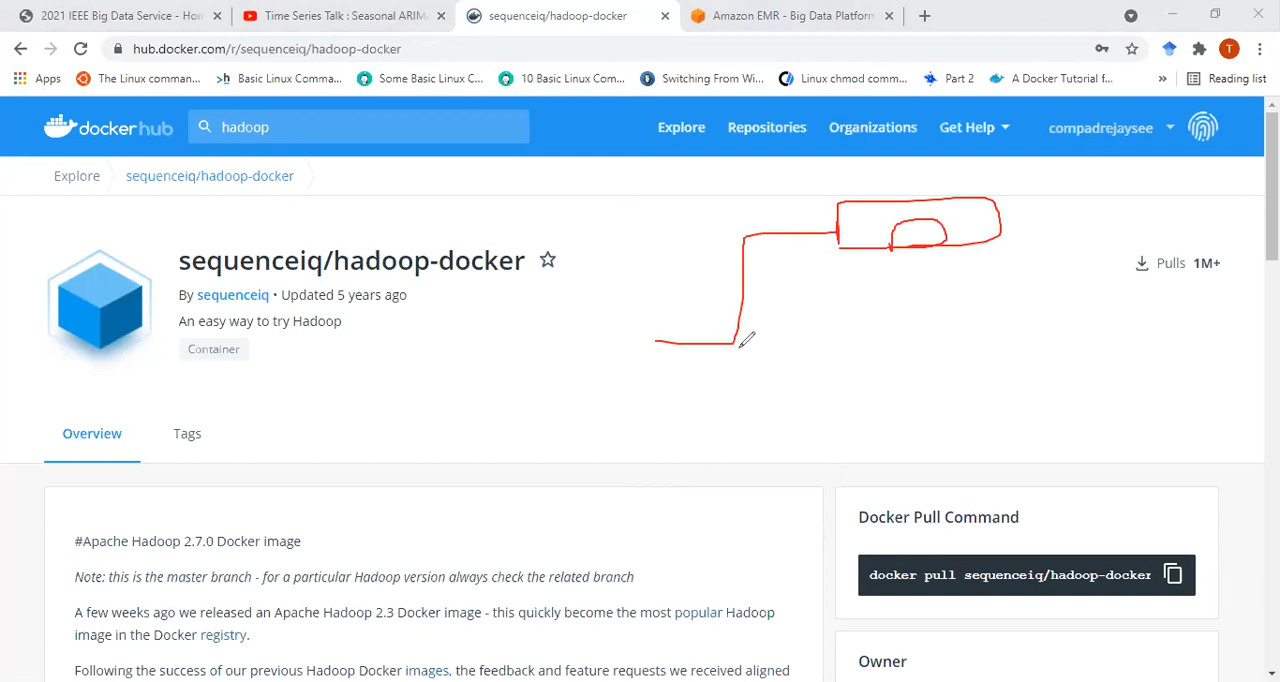 2021 IEEE Big Data Service - Hon
Time Series Talk : Seasonal ARIMA
sequenceiq/hadoop-docker
Amazon EMR - Big Data Platform
hub.docker.com/r/sequenceiq/hadoop-docker
T
Apps
The Linux comman...
Basic Linux Comma...
Some Basic Linux C...
10 Basic Linux Com...
Switching From Wi...
Linux chmod comm...
Part 2
A Docker Tutorial f...
»
Reading list
dockerhub
hadoop
Explore
Repositories
Organizations
Get Help
compadrejaysee
Explore
sequenceiq/hadoop-docker
sequenceiq/hadoop-docker
By sequenceiq • Updated 5 years ago
An easy way to try Hadoop
Container
Pulls 1M+
Overview
Tags
#Apache Hadoop 2.7.0 Docker image
Note: this is the master branch - for a particular Hadoop version always check the related branch
A few weeks ago we released an Apache Hadoop 2.3 Docker image - this quickly become the most popular Hadoop
image in the Docker registry.
Following the success of our previous Hadoop Docker images, the feedback and feature requests we received aligned
Docker Pull Command
docker pull sequenceiq/hadoop-docker
Owner